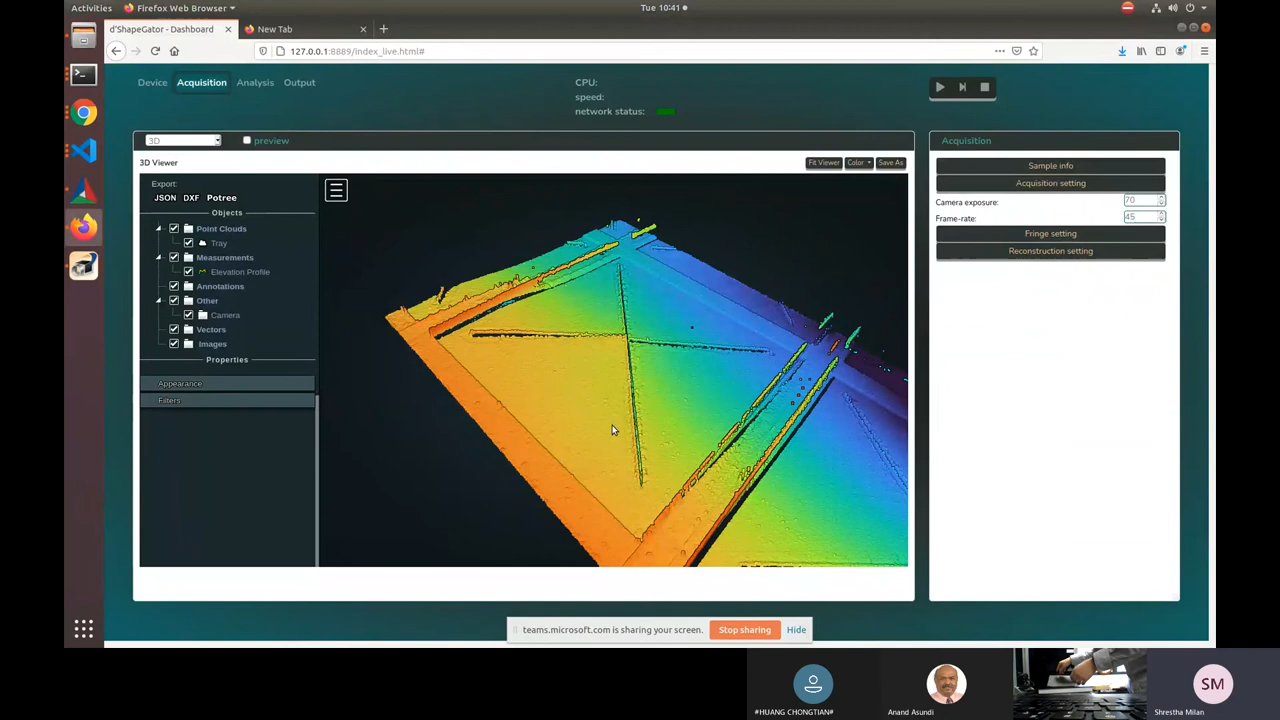 Activities
Firefox Web Browser
Tue 10:41
d'ShapeGator - Dashboard
New Tab
127.0.0.1:8889/index_live.html#
Device
Acquisition
Analysis
Output
CPU:
speed:
network status:
3D
preview
3D Viewer
Fit Viewer
Color
Save As
Export:
JSON DXF Potree
Objects
Point Clouds
Tray
Measurements
Elevation Profile
Annotations
Other
Camera
Vectors
Images
Properties
Appearance
Filters
Acquisition
Sample info
Acquisition setting
Camera exposure: 70
Frame-rate: 45
Fringe setting
Reconstruction setting
teams.microsoft.com is sharing your screen.
Stop sharing
Hide
#HUANG CHONGTIAN#
Anand Asundi
SM
Shrestha Milan